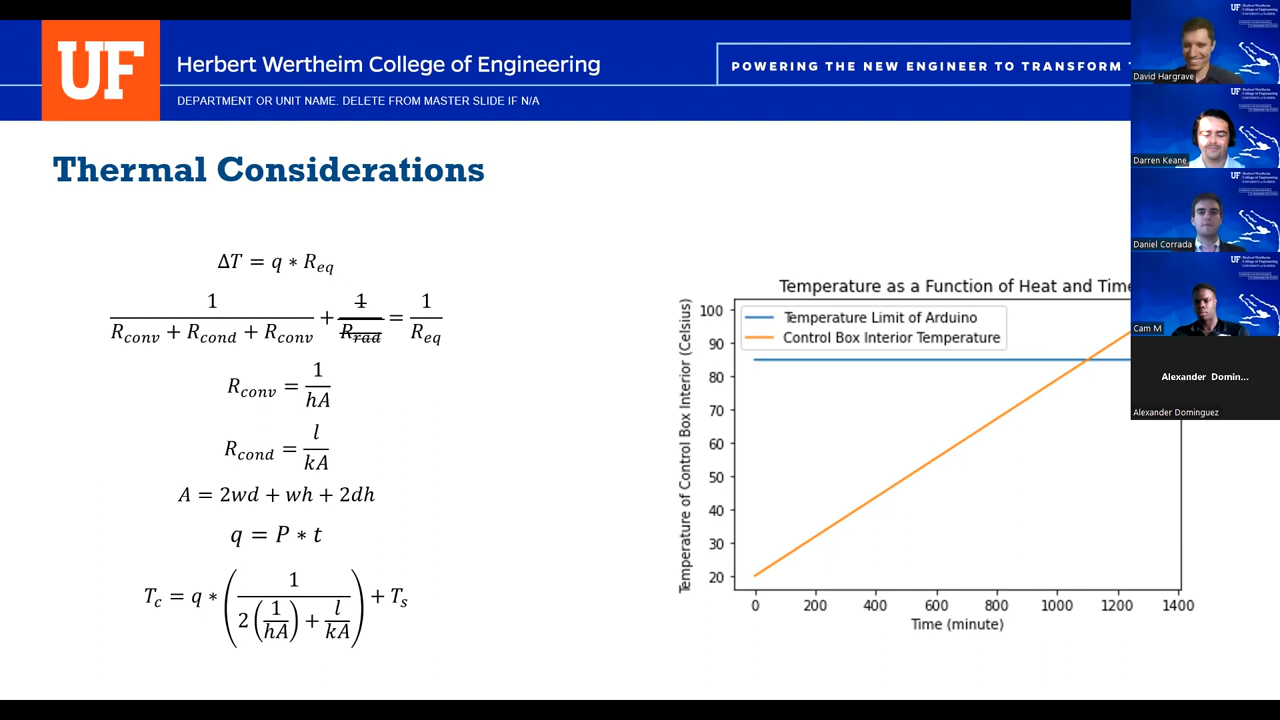 UF
Herbert Wertheim College of Engineering
POWERING THE NEW ENGINEER TO TRANSFORM
DEPARTMENT OR UNIT NAME. DELETE FROM MASTER SLIDE IF N/A
Thermal Considerations
ΔT = q * R_eq
1/(R_conv + R_cond + R_conv) + 1/R_rad = 1/R_eq
R_conv = 1/(hA)
R_cond = l/(kA)
A = 2wd + wh + 2dh
q = P * t
T_c = q * (1/(2(1/(hA)) + l/(kA))) + T_s
Temperature as a Function of Heat and Time
Temperature Limit of Arduino
Control Box Interior Temperature
Temperature of Control Box Interior (Celsius)
100
90
80
70
60
50
40
30
20
0 200 400 600 800 1000 1200 1400
Time (minute)
David Hargrave
Darren Keane
Daniel Corrada
Cam M
Alexander Domin...
Alexander Dominguez
UF
UF
UF
UF